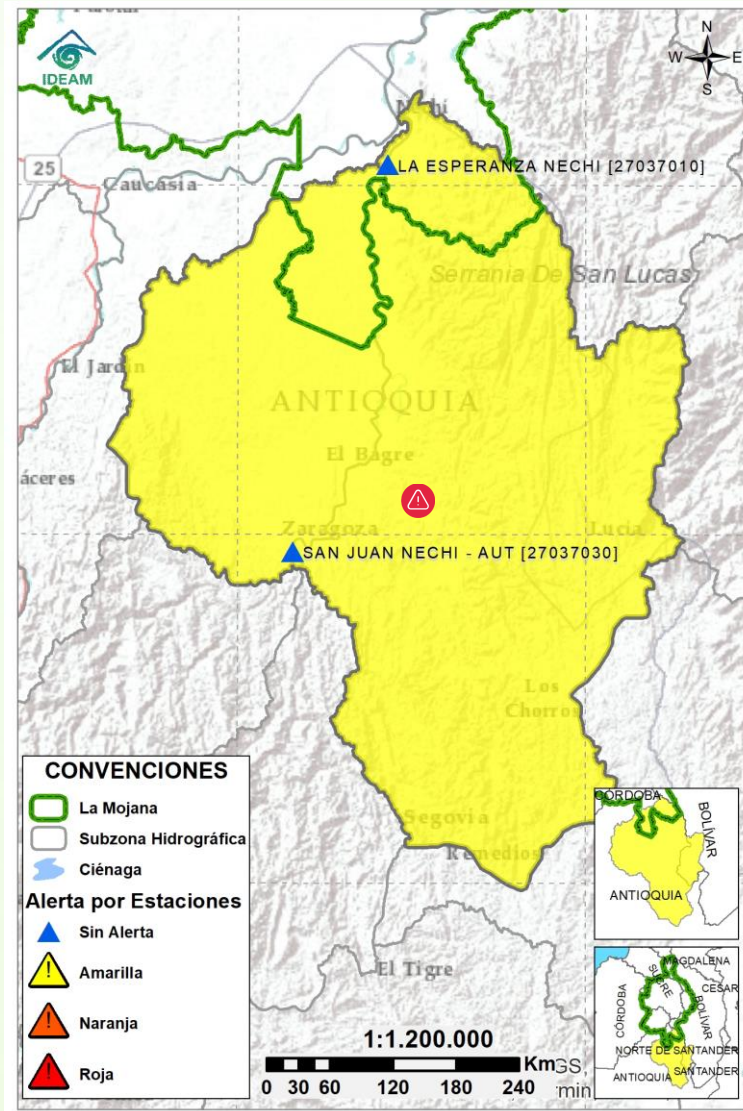 IDEAM
N
W E
S
Nechí
LA ESPERANZA NECHI [27037010]
25
Caucasia
Serranía De San Lucas
El Jardín
ANTIOQUIA
El Bagre
áceres
Zaragoza
Lucía
SAN JUAN NECHI - AUT [27037030]
Los
Chorros
Segovia
Remedios
El Tigre
CONVENCIONES
La Mojana
Subzona Hidrográfica
Ciénaga
Alerta por Estaciones
Sin Alerta
Amarilla
Naranja
Roja
1:1.200.000
Km
0 30 60 120 180 240
GS,
min
CÓRDOBA
BOLÍVAR
ANTIOQUIA
MAGDALENA
SUCRE
CESAR
CÓRDOBA
BOLÍVAR
NORTE DE SANTANDER
ANTIOQUIA
SANTANDER